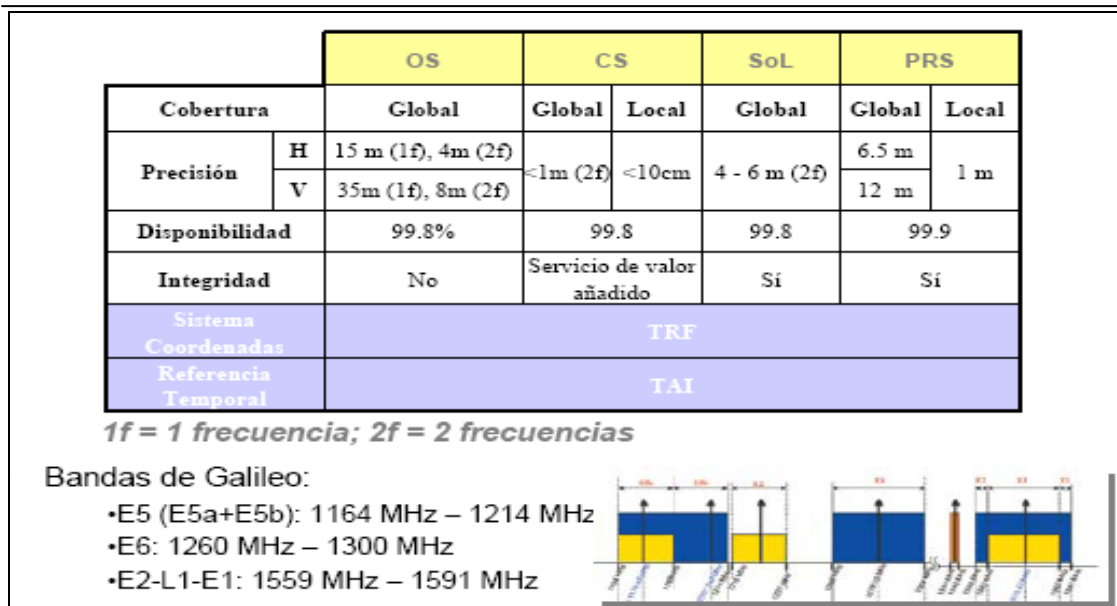 OS CS SoL PRS
Cobertura Global Global Local Global Global Local
Precisión H 15 m (1f), 4m (2f) <1m (2f) <10cm 4 - 6 m (2f) 6.5 m 1 m
V 35m (1f), 8m (2f) 12 m
Disponibilidad 99.8% 99.8 99.8 99.9
Integridad No Servicio de valor añadido Sí Sí
Sistema Coordenadas TRF
Referencia Temporal TAI
1f = 1 frecuencia; 2f = 2 frecuencias
Bandas de Galileo:
•E5 (E5a+E5b): 1164 MHz – 1214 MHz
•E6: 1260 MHz – 1300 MHz
•E2-L1-E1: 1559 MHz – 1591 MHz